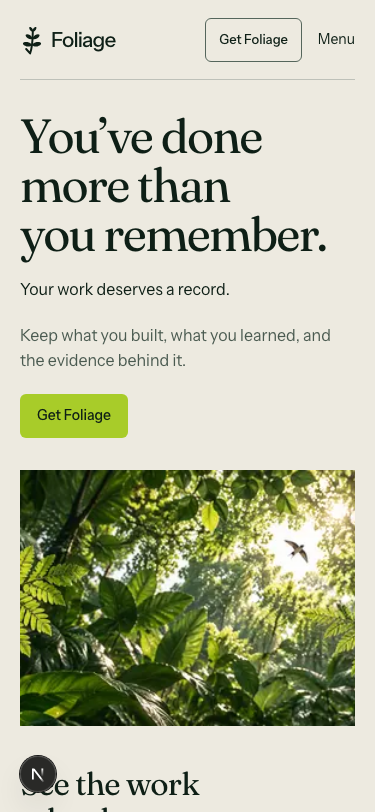 Foliage
Get Foliage
Menu
You’ve done
more than
you remember.
Your work deserves a record.
Keep what you built, what you learned, and
the evidence behind it.
Get Foliage
N
See the work